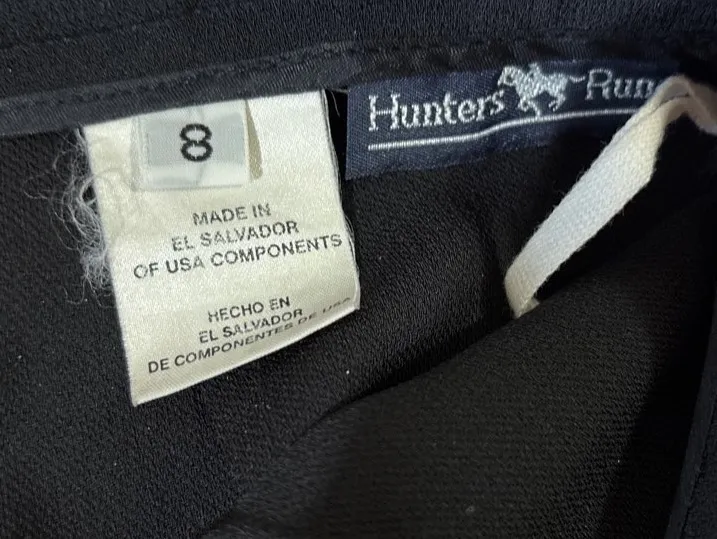 8
MADE IN
EL SALVADOR
OF USA COMPONENTS
HECHO EN
EL SALVADOR
DE COMPONENTES DE USA
Hunters Run